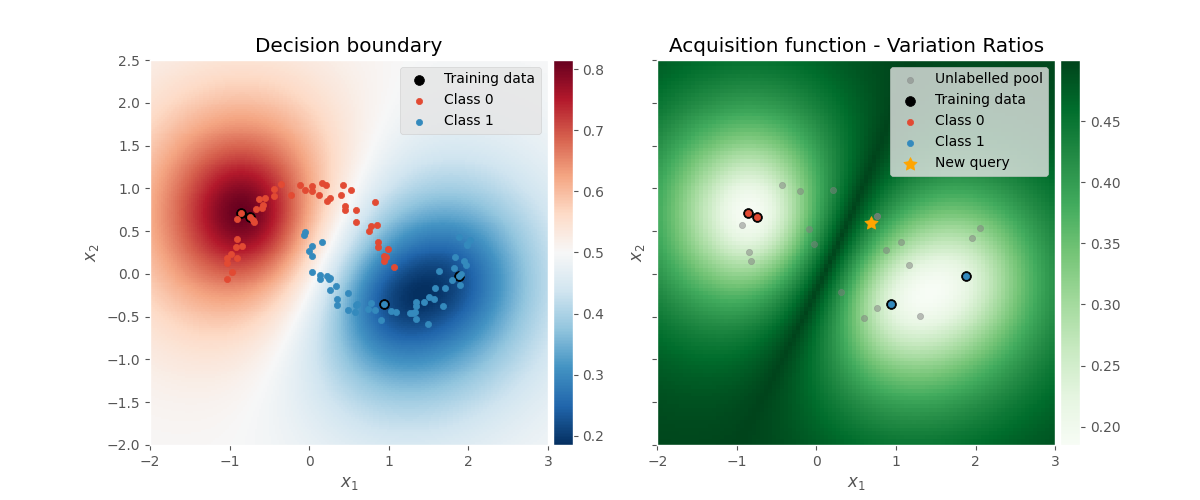 Decision boundary
2.5
2.0
1.5
1.0
0.5
0.0
−0.5
−1.0
−1.5
−2.0
x2
−2
−1
0
1
2
3
x1
Training data
Class 0
Class 1
0.8
0.7
0.6
0.5
0.4
0.3
0.2
Acquisition function - Variation Ratios
x2
−2
−1
0
1
2
3
x1
Unlabelled pool
Training data
Class 0
Class 1
New query
0.45
0.40
0.35
0.30
0.25
0.20